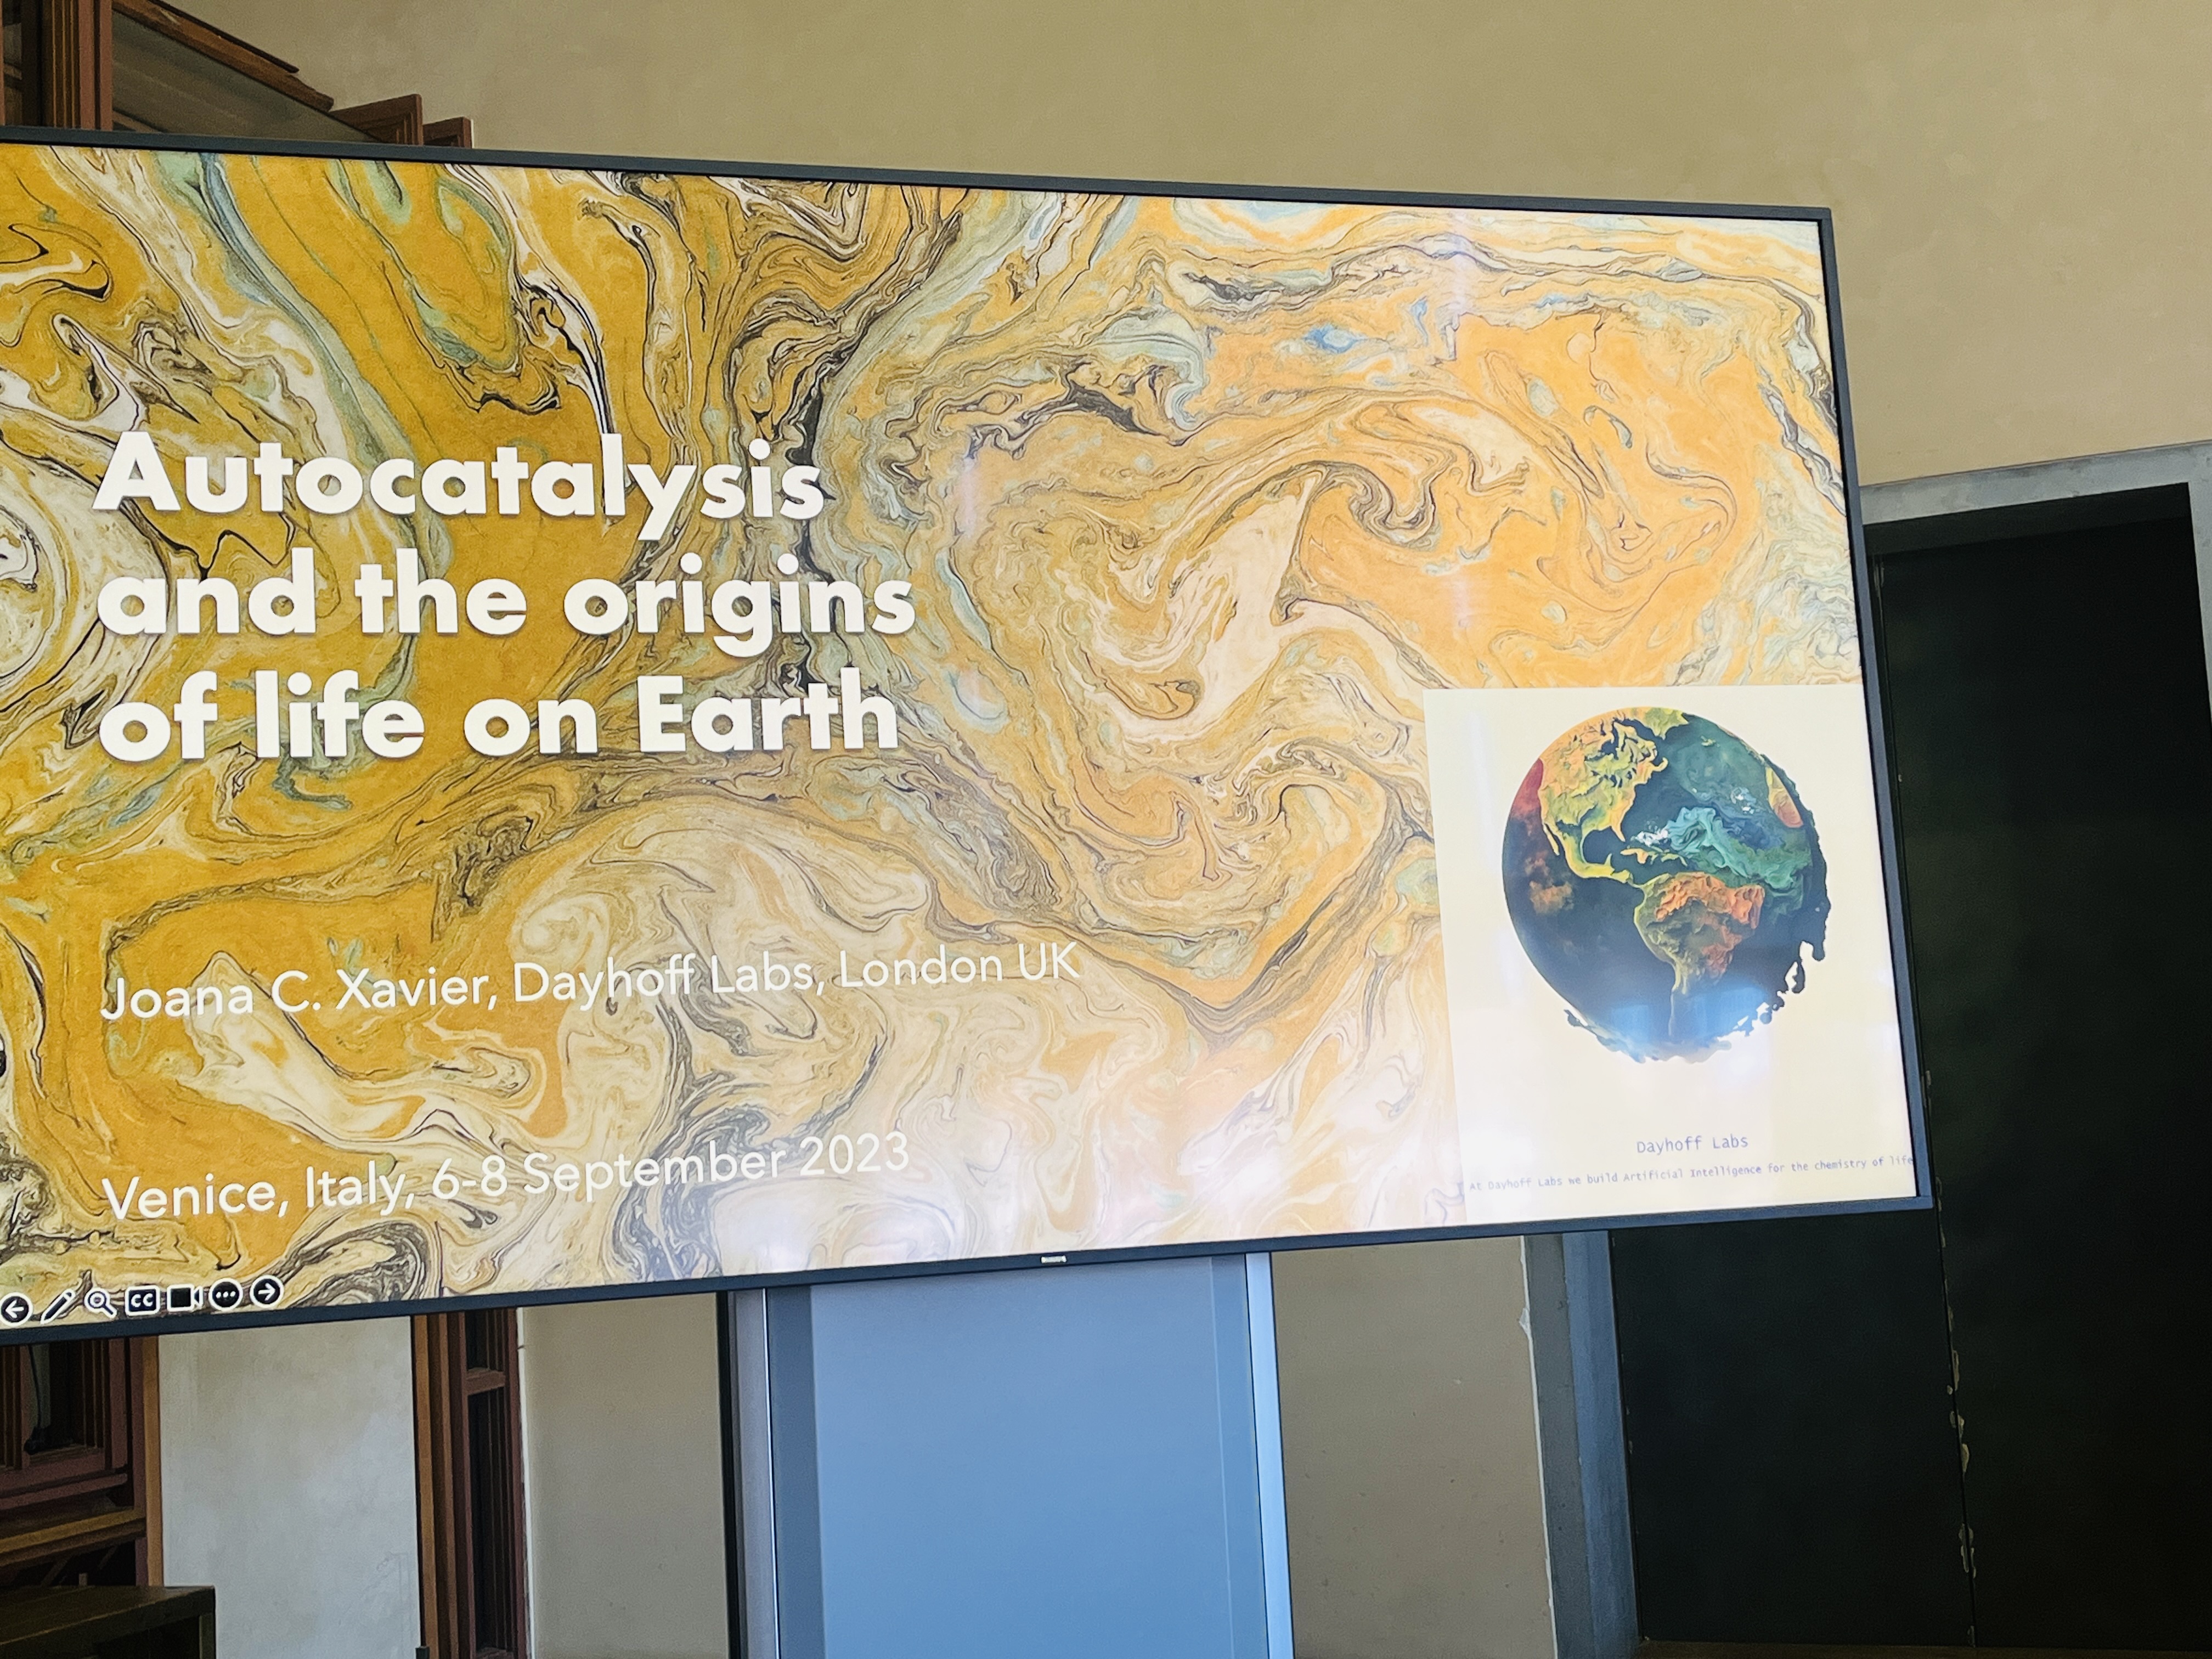 Autocatalysis
and the origins
of life on Earth
Joana C. Xavier, Dayhoff Labs, London UK
Venice, Italy, 6-8 September 2023
Dayhoff Labs
At Dayhoff Labs we build Artificial Intelligence for the chemistry of life
CC